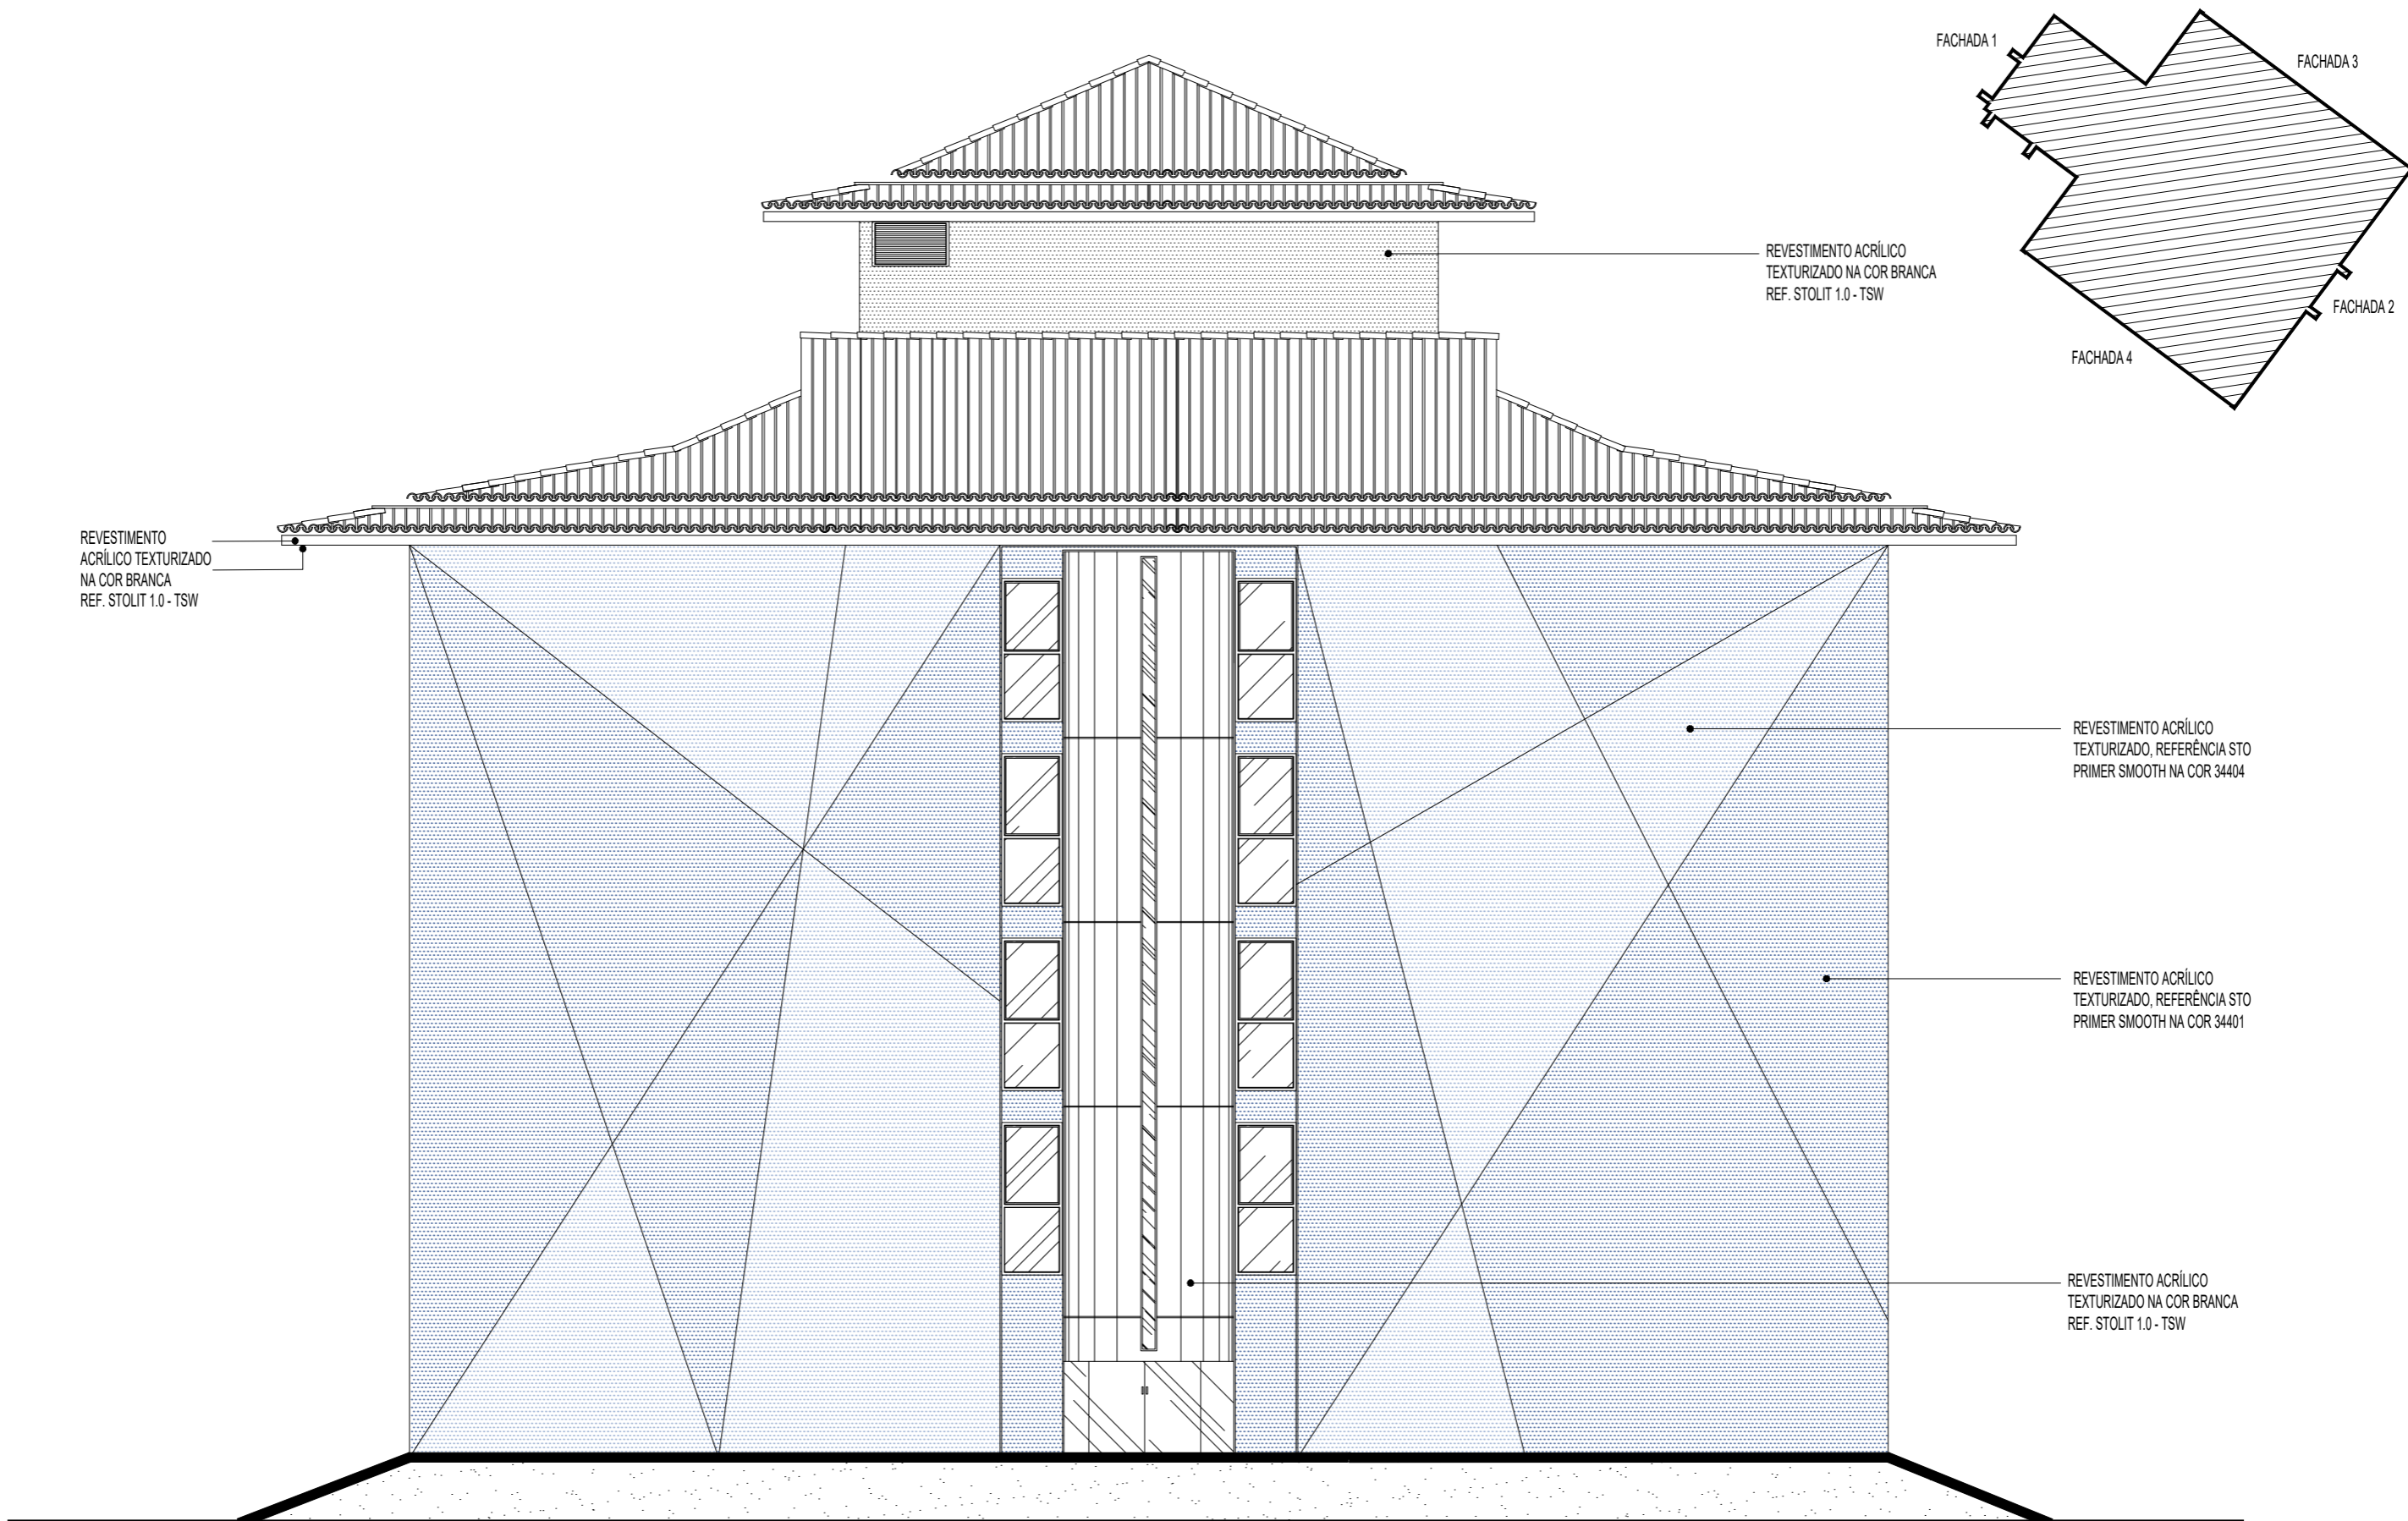 FACHADA 1
FACHADA 3
FACHADA 2
FACHADA 4
REVESTIMENTO ACRÍLICO
TEXTURIZADO NA COR BRANCA
REF. STOLIT 1.0 - TSW
REVESTIMENTO
ACRÍLICO TEXTURIZADO
NA COR BRANCA
REF. STOLIT 1.0 - TSW
REVESTIMENTO ACRÍLICO
TEXTURIZADO, REFERÊNCIA STO
PRIMER SMOOTH NA COR 34404
REVESTIMENTO ACRÍLICO
TEXTURIZADO, REFERÊNCIA STO
PRIMER SMOOTH NA COR 34401
REVESTIMENTO ACRÍLICO
TEXTURIZADO NA COR BRANCA
REF. STOLIT 1.0 - TSW